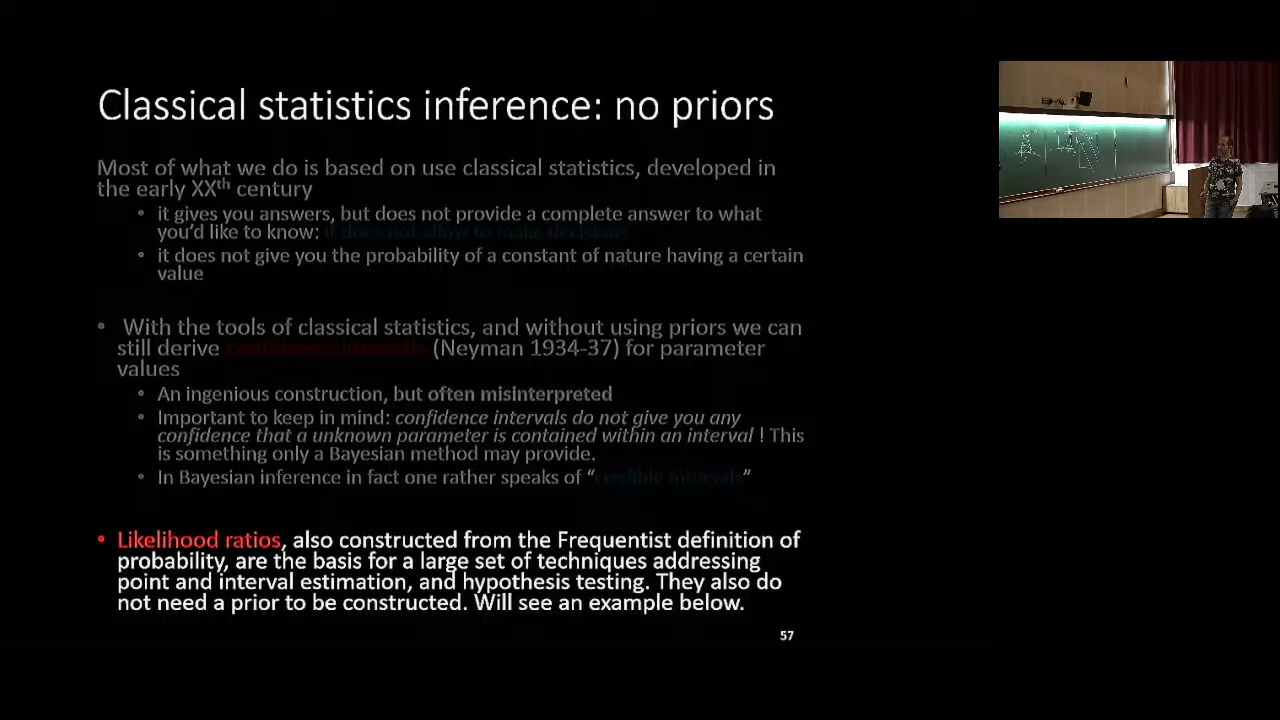 Classical statistics inference: no priors
Most of what we do is based on use classical statistics, developed in
the early XXth century
• it gives you answers, but does not provide a complete answer to what
you'd like to know: it does not allow to make decisions
• it does not give you the probability of a constant of nature having a certain
value
• With the tools of classical statistics, and without using priors we can
still derive confidence intervals (Neyman 1934-37) for parameter
values
• An ingenious construction, but often misinterpreted
• Important to keep in mind: confidence intervals do not give you any
confidence that a unknown parameter is contained within an interval ! This
is something only a Bayesian method may provide.
• In Bayesian inference in fact one rather speaks of “credible intervals”
• Likelihood ratios, also constructed from the Frequentist definition of
probability, are the basis for a large set of techniques addressing
point and interval estimation, and hypothesis testing. They also do
not need a prior to be constructed. Will see an example below.
57